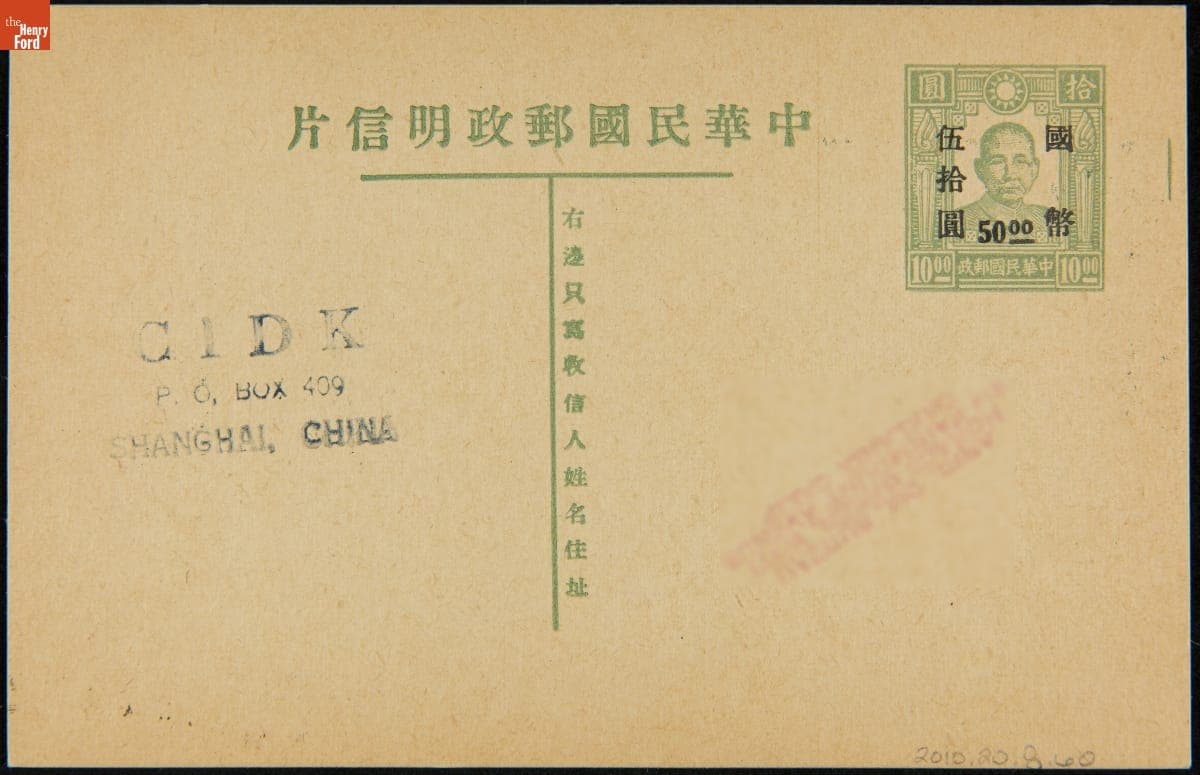 the
Henry
Ford
中華民國郵政明信片
圓 拾
國幣
伍拾圓
50.00
10.00 中華民國郵政 10.00
右邊只寫收信人姓名住址
C 1 D K
P. O, BOX 409
SHANGHAI, CHINA
2010.20.8.60